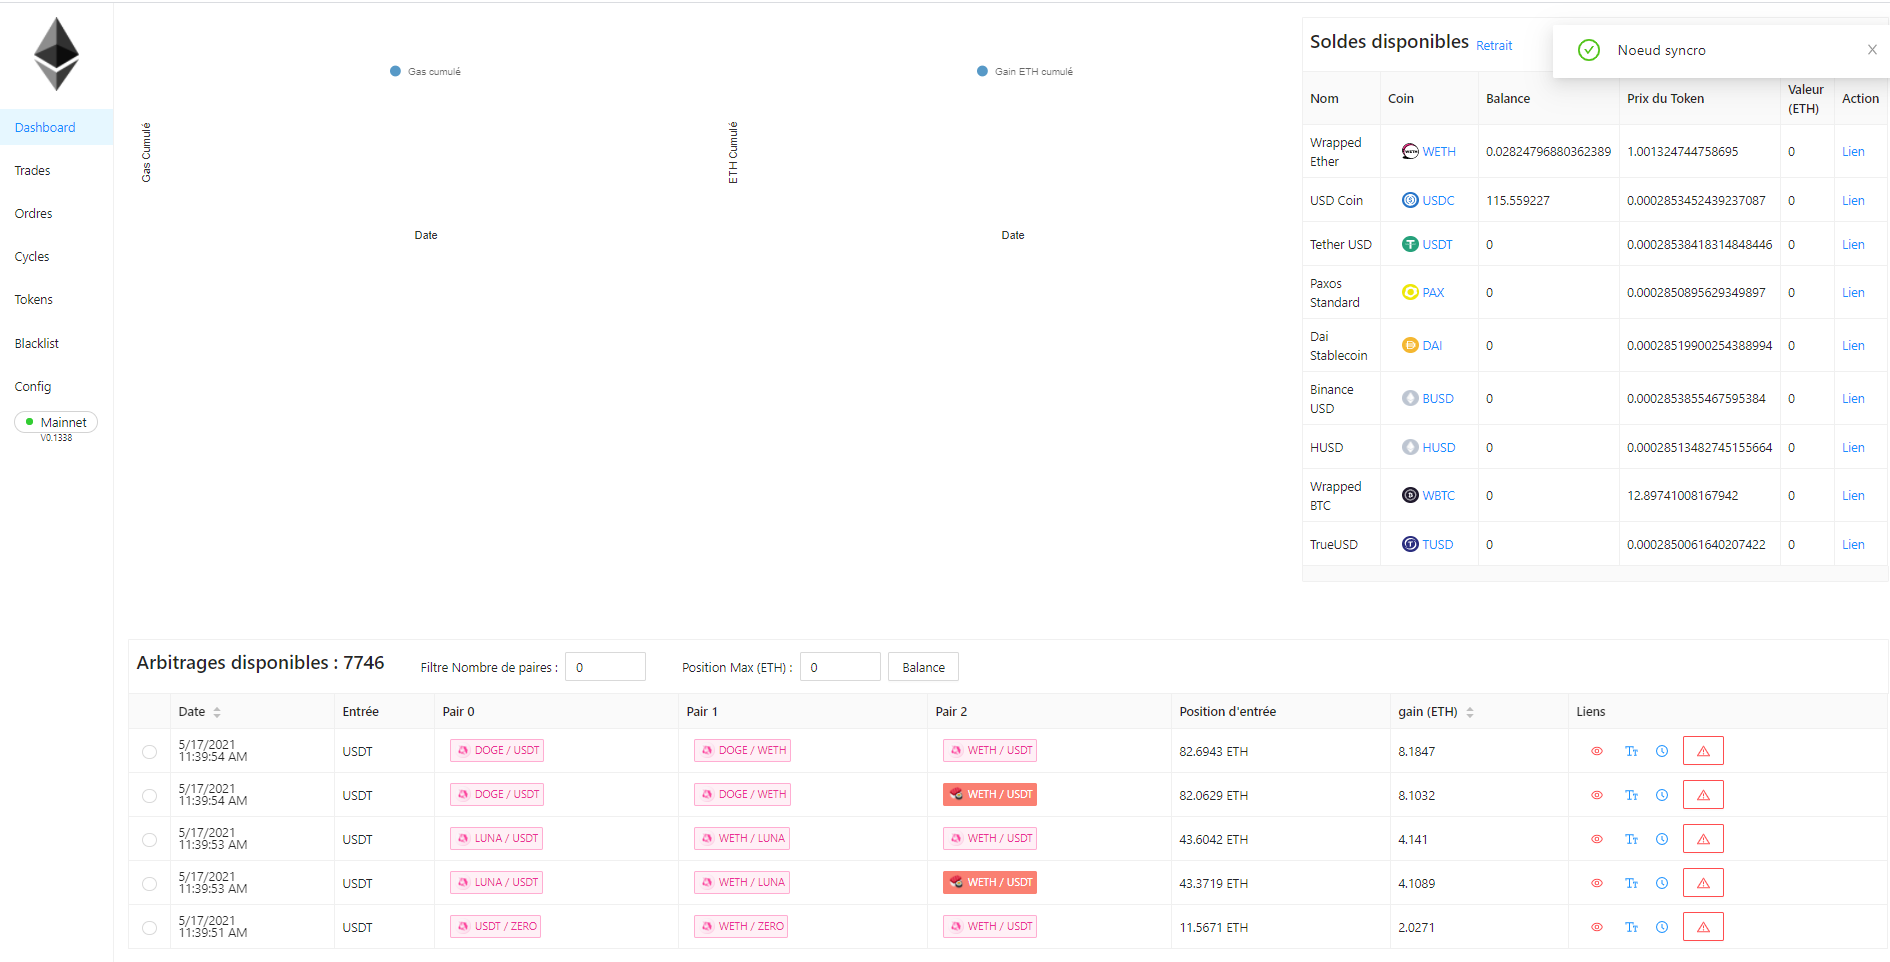 Dashboard
Trades
Ordres
Cycles
Tokens
Blacklist
Config
Mainnet
V0.1338
Gas cumulé
Gas Cumulé
Date
Gain ETH cumulé
ETH Cumulé
Date
Soldes disponibles Retrait
Noeud syncro
Nom Coin Balance Prix du Token Valeur (ETH) Action
Wrapped Ether WETH 0.02824796880362389 1.001324744758695 0 Lien
USD Coin USDC 115.559227 0.0002853452439237087 0 Lien
Tether USD USDT 0 0.00028538418314848446 0 Lien
Paxos Standard PAX 0 0.0002850895629349897 0 Lien
Dai Stablecoin DAI 0 0.00028519900254388994 0 Lien
Binance USD BUSD 0 0.0002853855467595384 0 Lien
HUSD HUSD 0 0.00028513482745155664 0 Lien
Wrapped BTC WBTC 0 12.89741008167942 0 Lien
TrueUSD TUSD 0 0.0002850061640207422 0 Lien
Arbitrages disponibles : 7746 Filtre Nombre de paires : 0 Position Max (ETH) : 0 Balance
Date Entrée Pair 0 Pair 1 Pair 2 Position d'entrée gain (ETH) Liens
5/17/2021 11:39:54 AM USDT DOGE / USDT DOGE / WETH WETH / USDT 82.6943 ETH 8.1847
5/17/2021 11:39:54 AM USDT DOGE / USDT DOGE / WETH WETH / USDT 82.0629 ETH 8.1032
5/17/2021 11:39:53 AM USDT LUNA / USDT WETH / LUNA WETH / USDT 43.6042 ETH 4.141
5/17/2021 11:39:53 AM USDT LUNA / USDT WETH / LUNA WETH / USDT 43.3719 ETH 4.1089
5/17/2021 11:39:51 AM USDT USDT / ZERO WETH / ZERO WETH / USDT 11.5671 ETH 2.0271